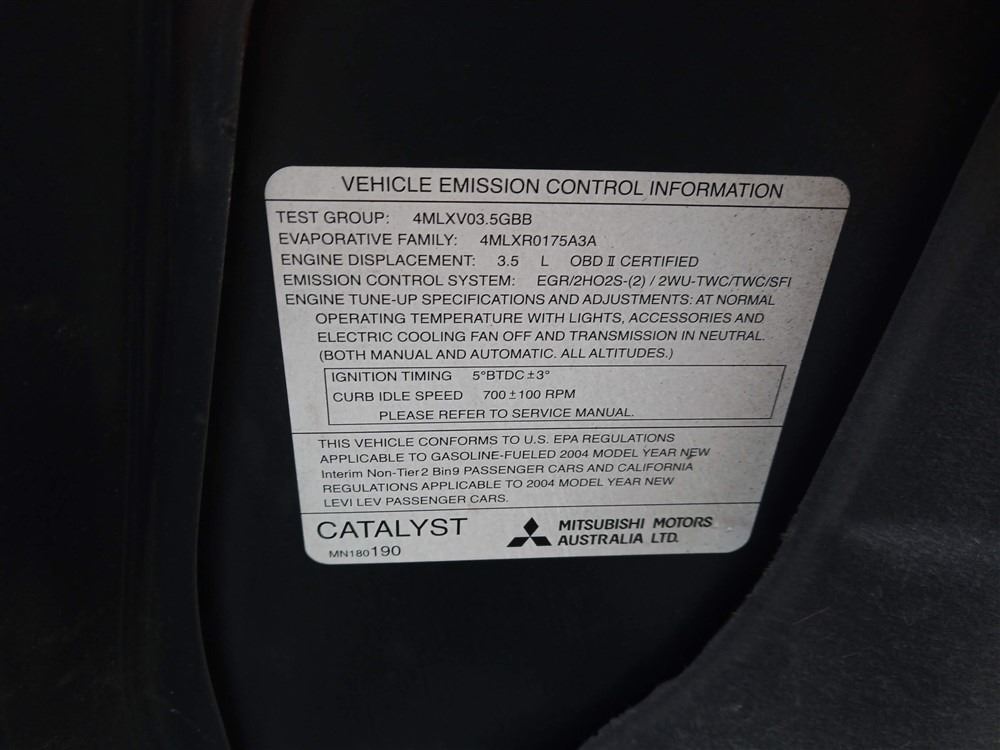 VEHICLE EMISSION CONTROL INFORMATION
TEST GROUP: 4MLXV03.5GBB
EVAPORATIVE FAMILY: 4MLXR0175A3A
ENGINE DISPLACEMENT: 3.5 L OBD II CERTIFIED
EMISSION CONTROL SYSTEM: EGR/2HO2S-(2) / 2WU-TWC/TWC/SFI
ENGINE TUNE-UP SPECIFICATIONS AND ADJUSTMENTS: AT NORMAL
OPERATING TEMPERATURE WITH LIGHTS, ACCESSORIES AND
ELECTRIC COOLING FAN OFF AND TRANSMISSION IN NEUTRAL.
(BOTH MANUAL AND AUTOMATIC. ALL ALTITUDES.)
IGNITION TIMING 5°BTDC±3°
CURB IDLE SPEED 700±100 RPM
PLEASE REFER TO SERVICE MANUAL.
THIS VEHICLE CONFORMS TO U.S. EPA REGULATIONS
APPLICABLE TO GASOLINE-FUELED 2004 MODEL YEAR NEW
Interim Non-Tier2 Bin9 PASSENGER CARS AND CALIFORNIA
REGULATIONS APPLICABLE TO 2004 MODEL YEAR NEW
LEVI LEV PASSENGER CARS.
CATALYST
MN180190
MITSUBISHI MOTORS
AUSTRALIA LTD.